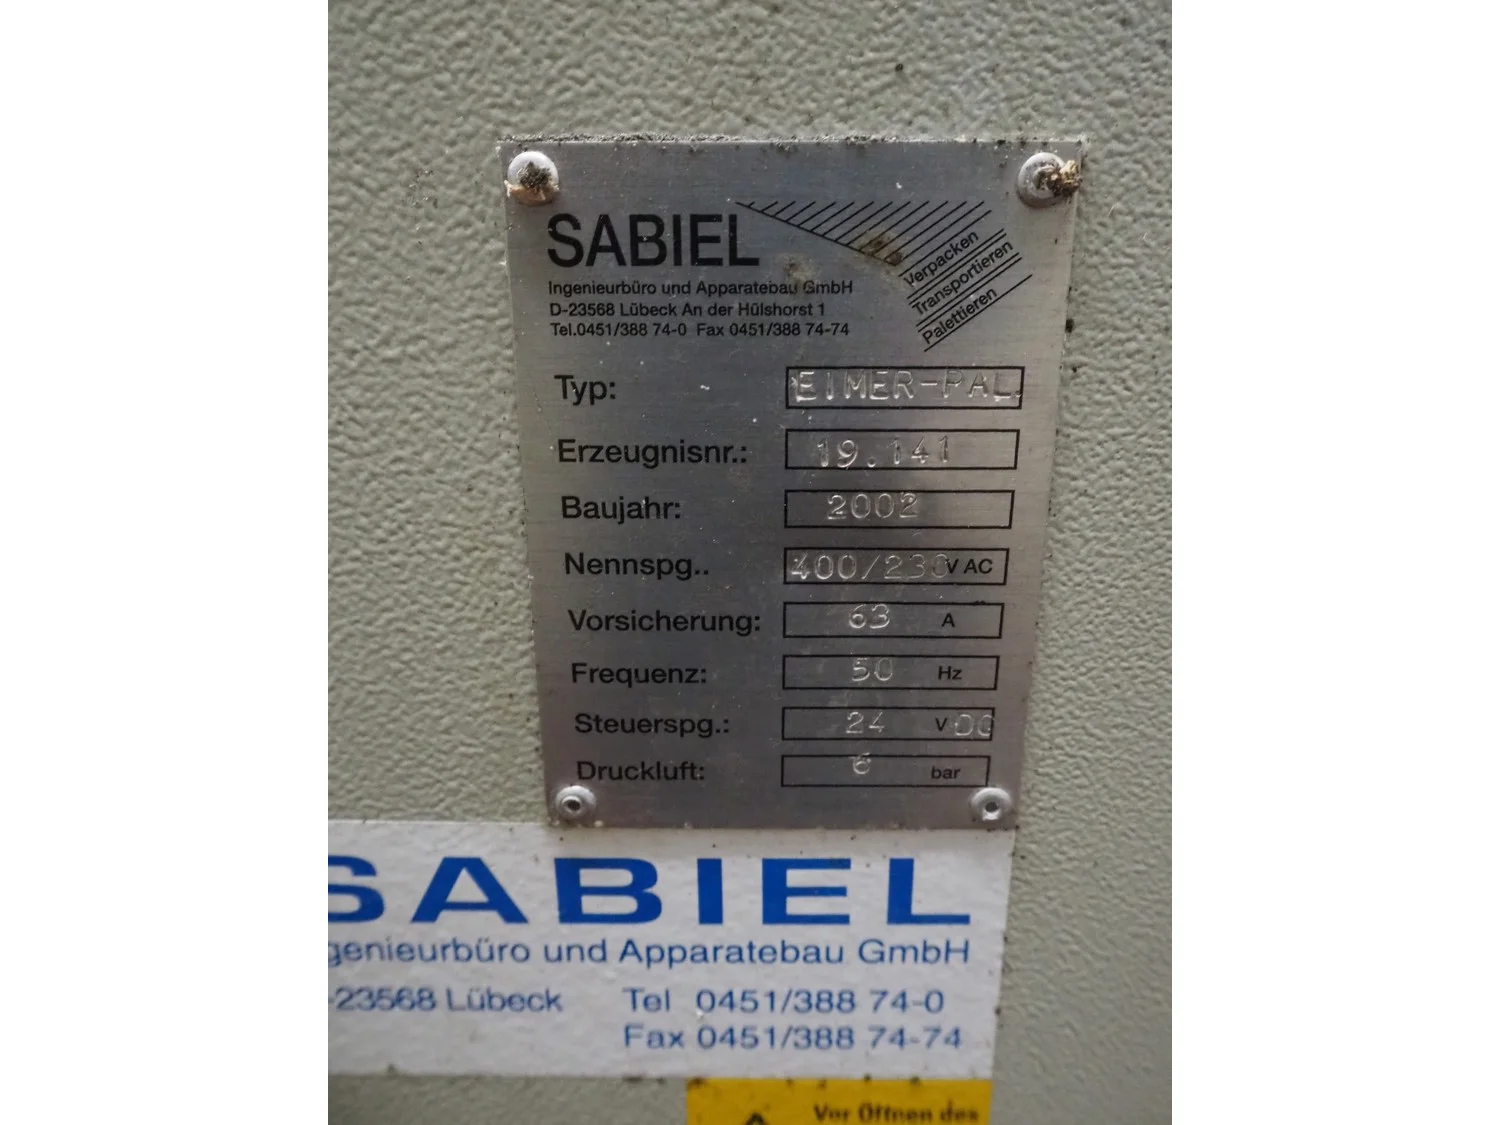 SABIEL
Verpacken
Transportieren
Palettieren
Ingenieurbüro und Apparatebau GmbH
D-23568 Lübeck An der Hülshorst 1
Tel.0451/388 74-0 Fax 0451/388 74-74
Typ: EIMER-PAL.
Erzeugnisnr.: 19.141
Baujahr: 2002
Nennspg.. 400/230 V AC
Vorsicherung: 63 A
Frequenz: 50 Hz
Steuerspg.: 24 V DC
Druckluft: 6 bar
SABIEL
ngenieurbüro und Apparatebau GmbH
-23568 Lübeck Tel 0451/388 74-0
Fax 0451/388 74-74
Vor Öffnen des